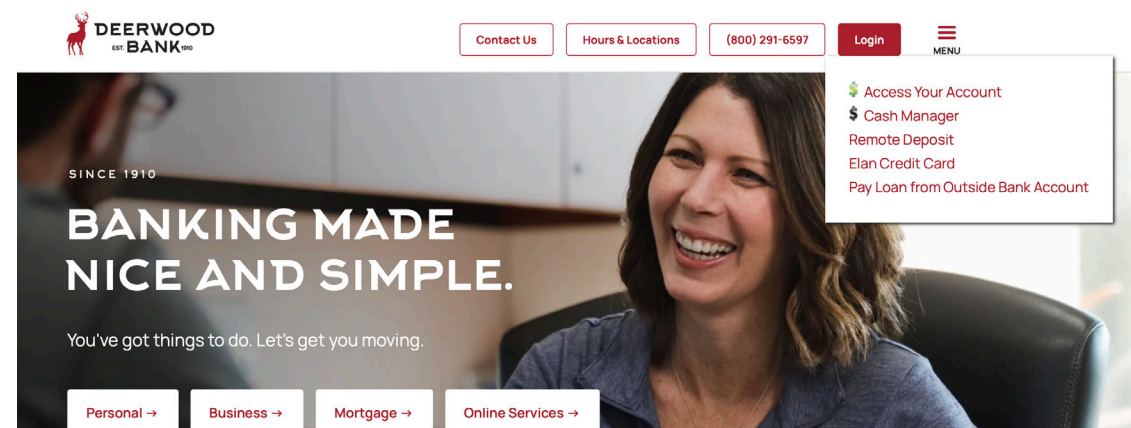 DEERWOOD
EST. BANK 1910
Contact Us
Hours & Locations
(800) 291-6597
Login
MENU
Access Your Account
Cash Manager
Remote Deposit
Elan Credit Card
Pay Loan from Outside Bank Account
SINCE 1910
BANKING MADE
NICE AND SIMPLE.
You've got things to do. Let's get you moving.
Personal →
Business →
Mortgage →
Online Services →